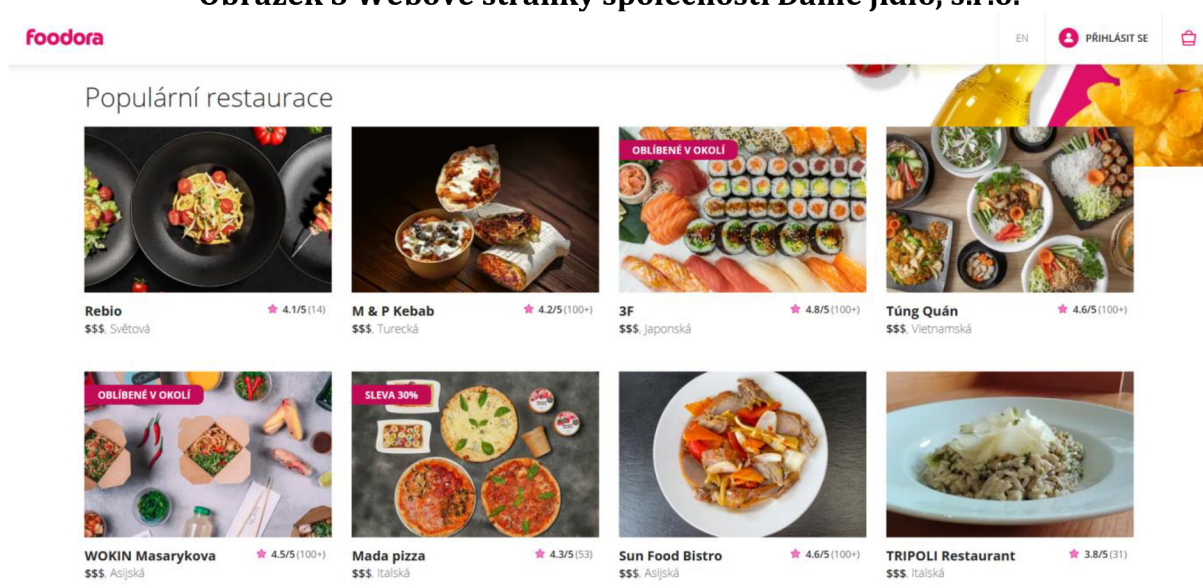 Obrázek 5 Webové stránky společnosti Dáme jídlo, s.r.o.
foodora
EN PŘIHLÁSIT SE
Populární restaurace
OBLÍBENÉ V OKOLÍ
Rebio 4.1/5 (14) M & P Kebab 4.2/5 (100+) 3F 4.8/5 (100+) Túng Quán 4.6/5 (100+)
$$$, Světová $$$, Turecká $$$, Japonská $$$, Vietnamská
OBLÍBENÉ V OKOLÍ SLEVA 30%
WOKIN Masarykova 4.5/5 (100+) Mada pizza 4.3/5 (53) Sun Food Bistro 4.6/5 (100+) TRIPOLI Restaurant 3.8/5 (31)
$$$, Asijská $$$, Italská $$$, Asijská $$$, Italská